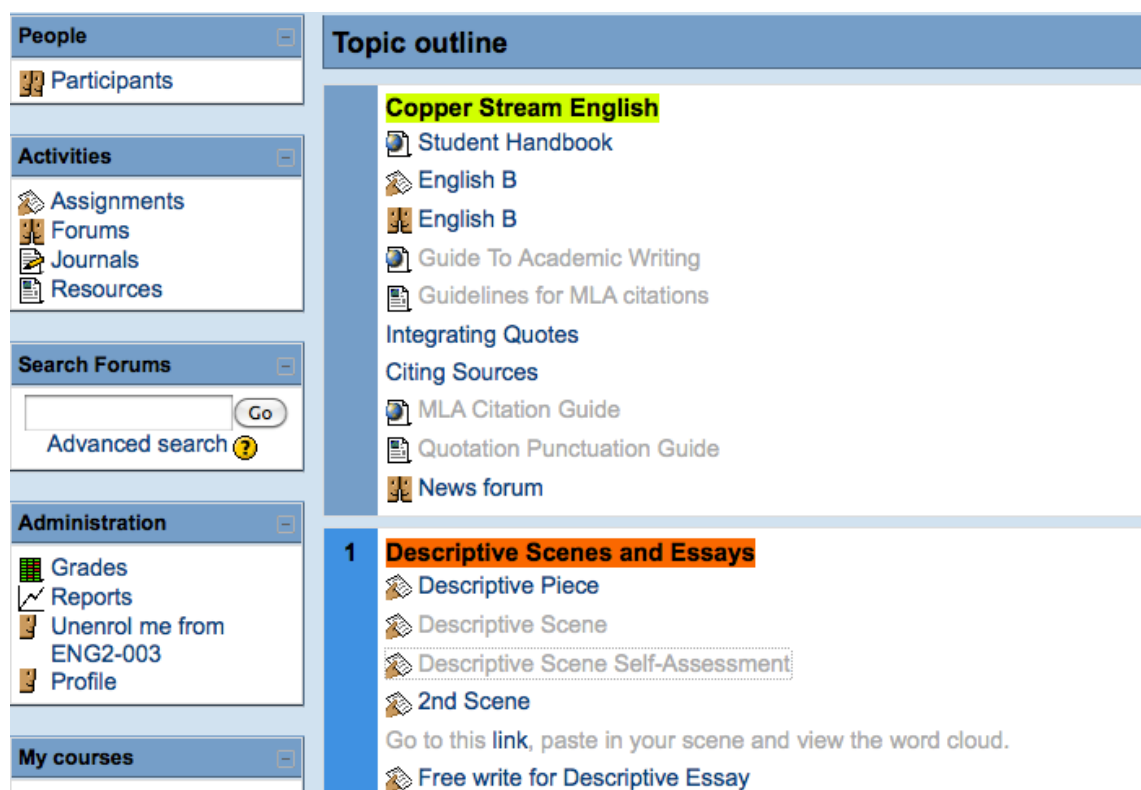 People
Participants
Activities
Assignments
Forums
Journals
Resources
Search Forums
Go
Advanced search ?
Administration
Grades
Reports
Unenrol me from
ENG2-003
Profile
My courses
Topic outline
Copper Stream English
Student Handbook
English B
English B
Guide To Academic Writing
Guidelines for MLA citations
Integrating Quotes
Citing Sources
MLA Citation Guide
Quotation Punctuation Guide
News forum
1 Descriptive Scenes and Essays
Descriptive Piece
Descriptive Scene
Descriptive Scene Self-Assessment
2nd Scene
Go to this link, paste in your scene and view the word cloud.
Free write for Descriptive Essay